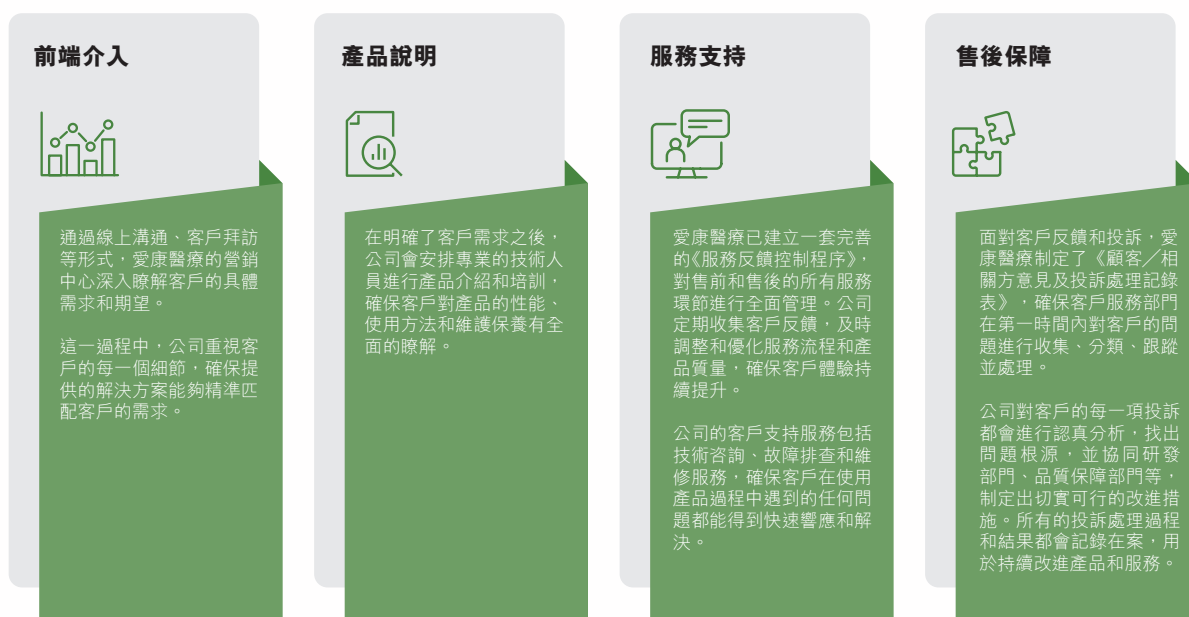 前端介入
通過線上溝通、客戶拜訪
等形式，愛康醫療的營銷
中心深入瞭解客戶的具體
需求和期望。
這一過程中，公司重視客
戶的每一個細節，確保提
供的解決方案能夠精準匹
配客戶的需求。
產品說明
在明確了客戶需求之後，
公司會安排專業的技術人
員進行產品介紹和培訓，
確保客戶對產品的性能、
使用方法和維護保養有全
面的瞭解。
服務支持
愛康醫療已建立一套完善
的《服務反饋控制程序》，
對售前和售後的所有服務
環節進行全面管理。公司
定期收集客戶反饋，及時
調整和優化服務流程和產
品質量，確保客戶體驗持
續提升。
公司的客戶支持服務包括
技術咨詢、故障排查和維
修服務，確保客戶在使用
產品過程中遇到的任何問
題都能得到快速響應和解
決。
售後保障
面對客戶反饋和投訴，愛
康醫療制定了《顧客／相
關方意見及投訴處理記錄
表》，確保客戶服務部門
在第一時間內對客戶的問
題進行收集、分類、跟蹤
並處理。
公司對客戶的每一項投訴
都會進行認真分析，找出
問題根源，並協同研發
部門、品質保障部門等，
制定出切實可行的改進措
施。所有的投訴處理過程
和結果都會記錄在案，用
於持續改進產品和服務。